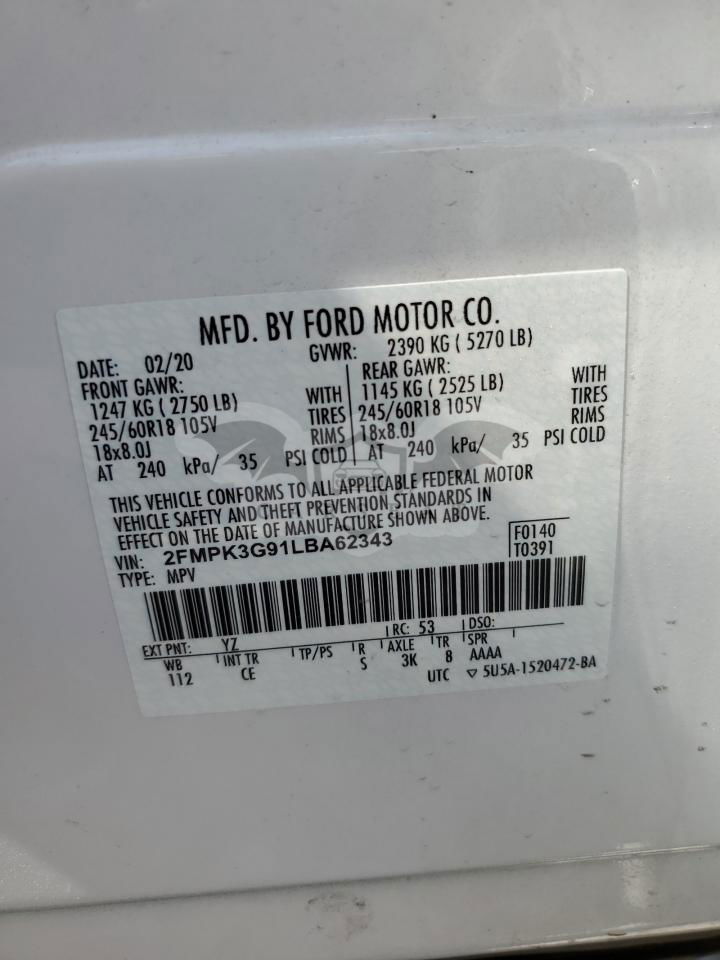 MFD. BY FORD MOTOR CO.
DATE: 02/20 GVWR: 2390 KG ( 5270 LB)
FRONT GAWR: REAR GAWR:
1247 KG ( 2750 LB) WITH 1145 KG ( 2525 LB) WITH
245/60R18 105V TIRES 245/60R18 105V TIRES
18x8.0J RIMS 18x8.0J RIMS
AT 240 kPa/ 35 PSI COLD AT 240 kPa/ 35 PSI COLD
THIS VEHICLE CONFORMS TO ALL APPLICABLE FEDERAL MOTOR
VEHICLE SAFETY AND THEFT PREVENTION STANDARDS IN
EFFECT ON THE DATE OF MANUFACTURE SHOWN ABOVE.
VIN: 2FMPK3G91LBA62343 F0140
TYPE: MPV T0391
EXT PNT: YZ RC: 53 DSO:
WB INT TR TP/PS R AXLE TR SPR
112 CE S 3K 8 AAAA
UTC ▽ 5U5A-1520472-BA